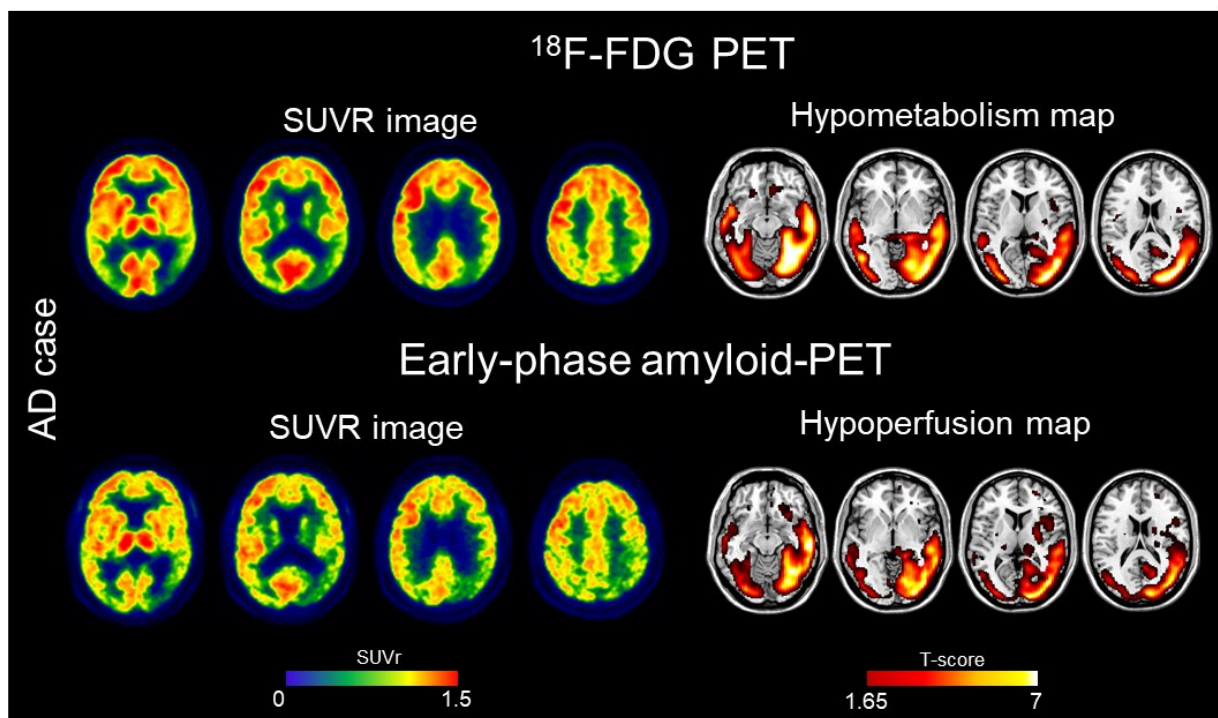 ¹⁸F-FDG PET
SUVR image
Hypometabolism map
AD case
Early-phase amyloid-PET
SUVR image
Hypoperfusion map
SUVr
0 1.5
T-score
1.65 7